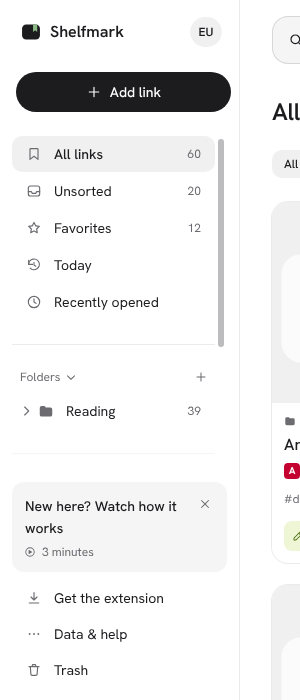 Shelfmark
EU
Add link
All
All links 60
All
Unsorted 20
Favorites 12
Today
Recently opened
Folders
Reading 39
A
#d
New here? Watch how it
works
3 minutes
Get the extension
Data & help
Trash